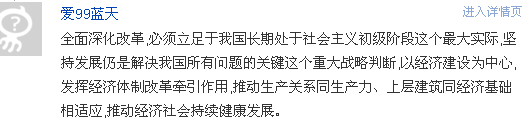 爱99蓝天 进入详情页
全面深化改革,必须立足于我国长期处于社会主义初级阶段这个最大实际,坚
持发展仍是解决我国所有问题的关键这个重大战略判断,以经济建设为中心,
发挥经济体制改革牵引作用,推动生产关系同生产力、上层建筑同经济基础
相适应,推动经济社会持续健康发展。